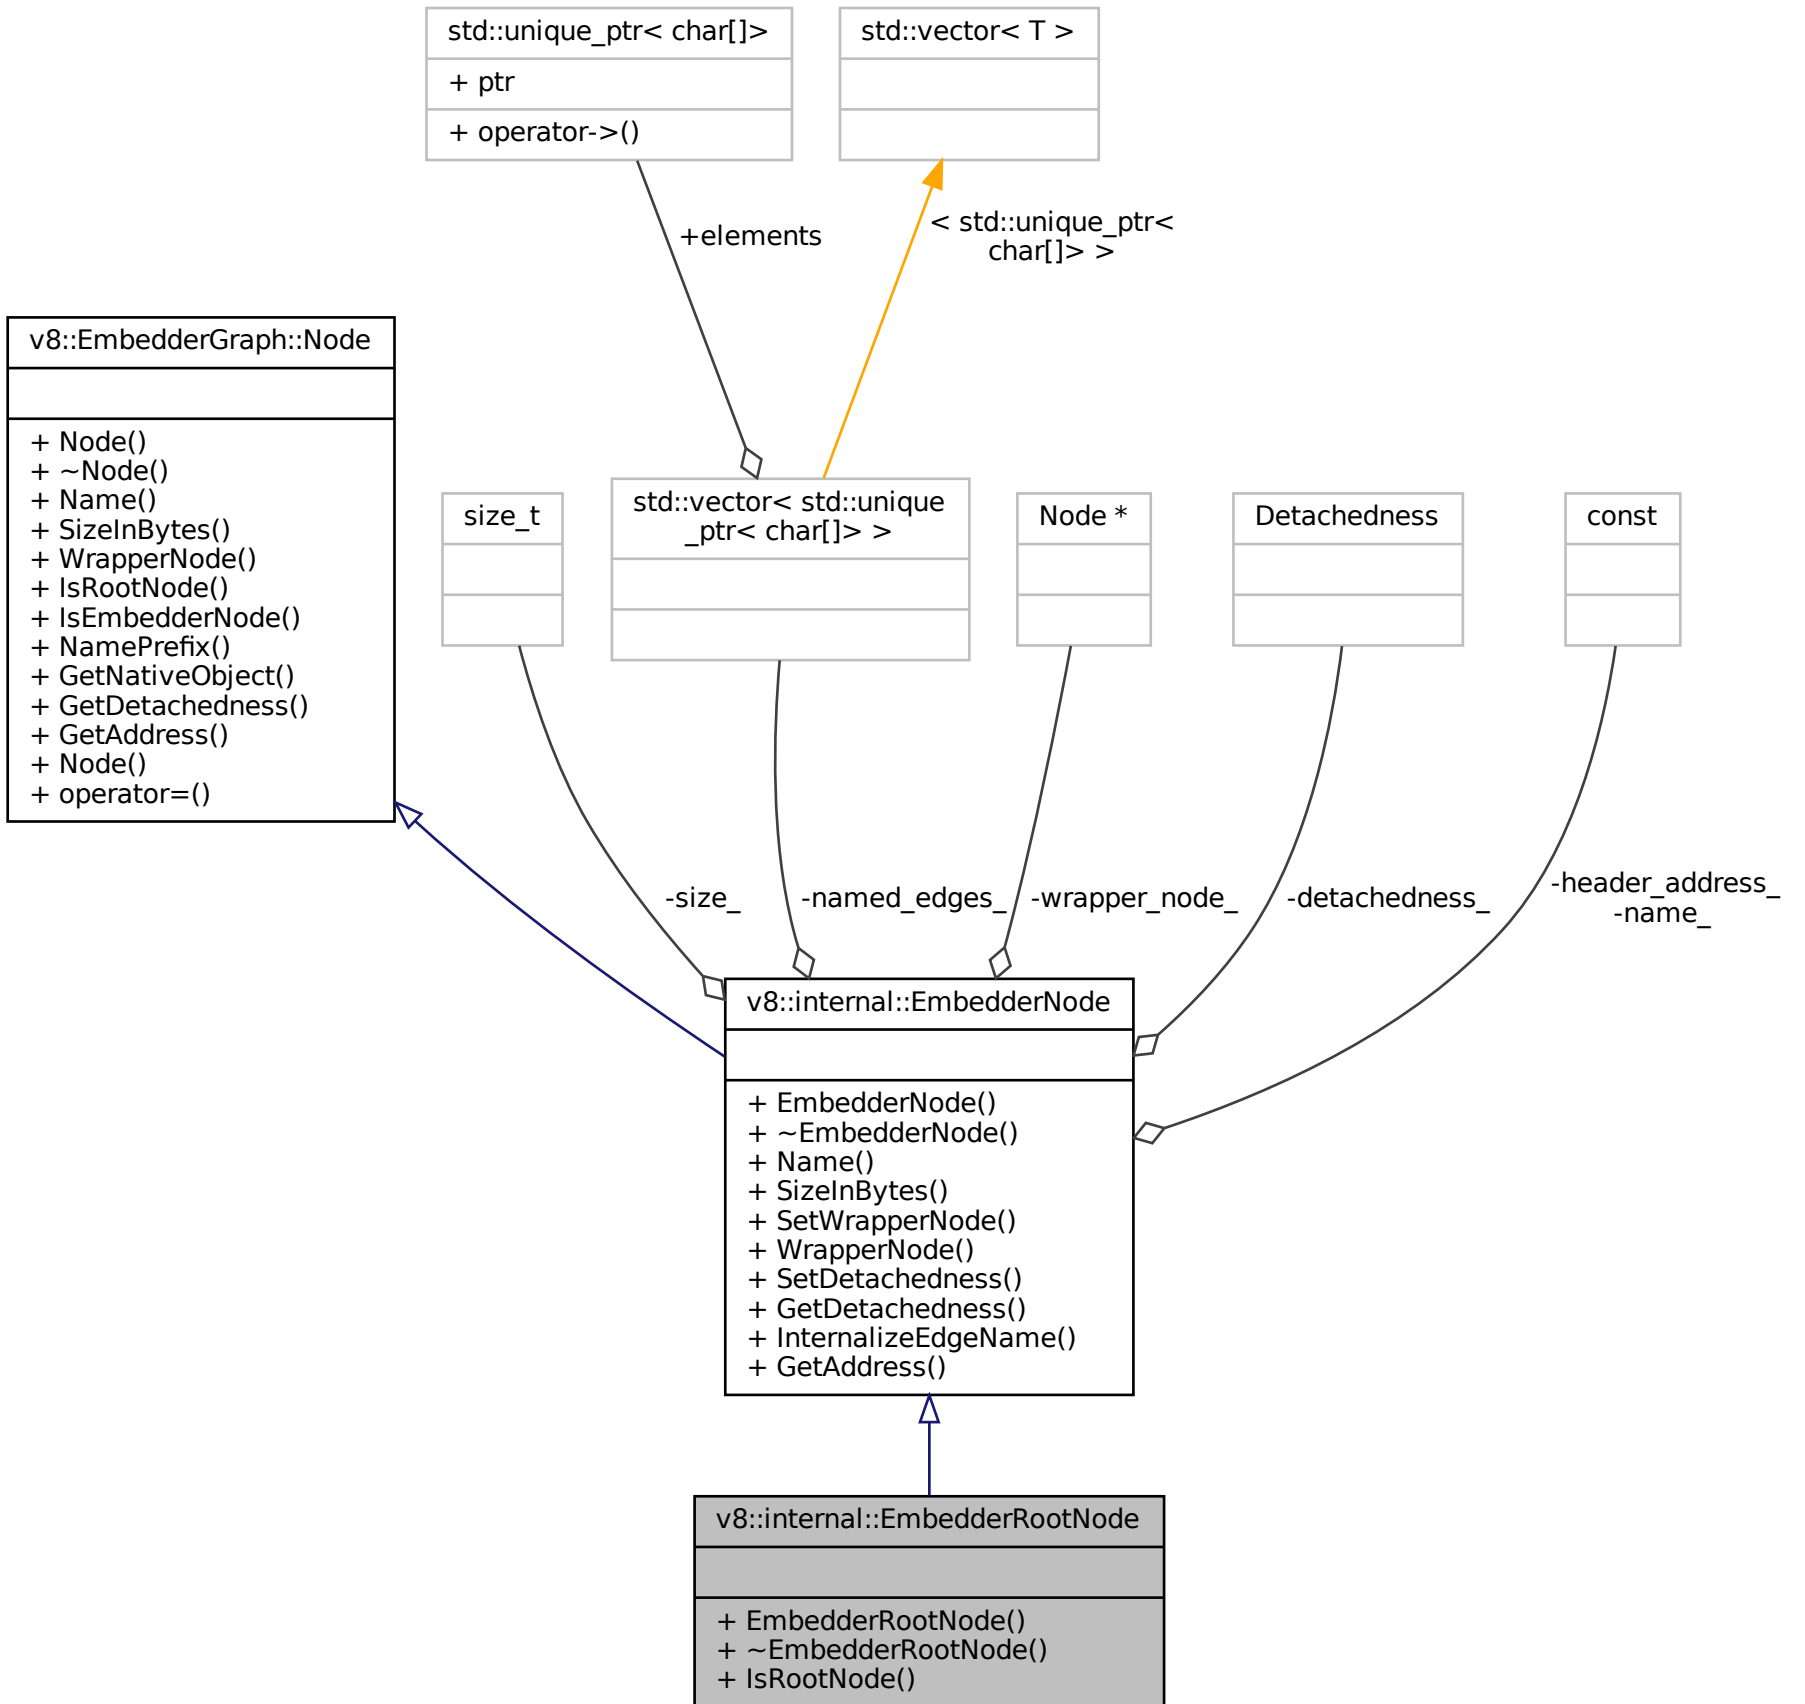 std::unique_ptr< char[]>
+ ptr
+ operator->()
std::vector< T >
+elements
< std::unique_ptr<
char[]> >
v8::EmbedderGraph::Node
+ Node()
+ ~Node()
+ Name()
+ SizeInBytes()
+ WrapperNode()
+ IsRootNode()
+ IsEmbedderNode()
+ NamePrefix()
+ GetNativeObject()
+ GetDetachedness()
+ GetAddress()
+ Node()
+ operator=()
size_t
std::vector< std::unique
_ptr< char[]> >
Node *
Detachedness
const
-size_
-named_edges_
-wrapper_node_
-detachedness_
-header_address_
-name_
v8::internal::EmbedderNode
+ EmbedderNode()
+ ~EmbedderNode()
+ Name()
+ SizeInBytes()
+ SetWrapperNode()
+ WrapperNode()
+ SetDetachedness()
+ GetDetachedness()
+ InternalizeEdgeName()
+ GetAddress()
v8::internal::EmbedderRootNode
+ EmbedderRootNode()
+ ~EmbedderRootNode()
+ IsRootNode()